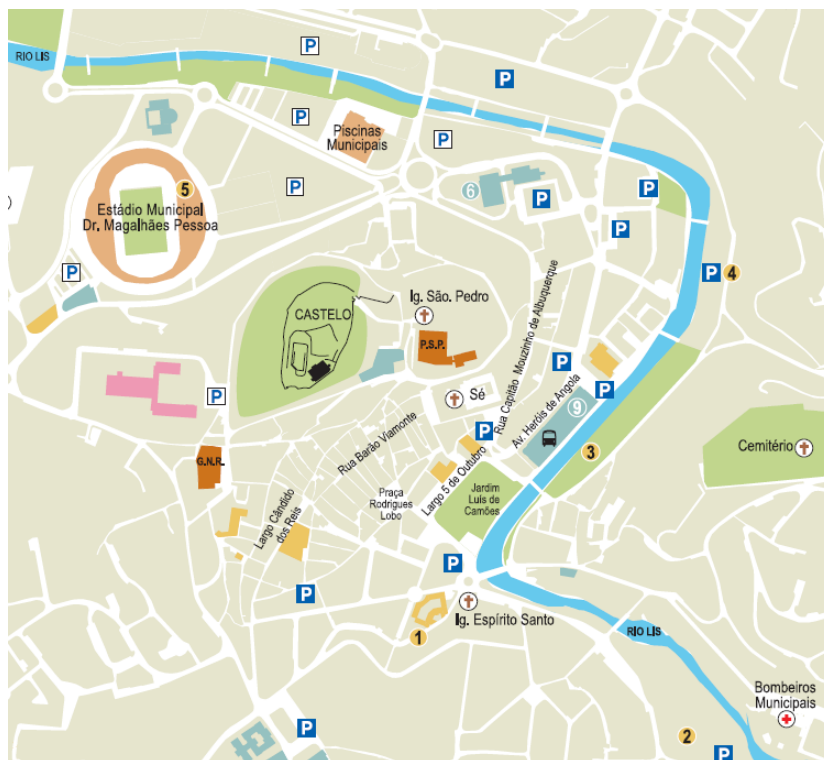 P
RIO LIS
P
P
Piscinas
Municipais
P
P
6
5
P
P
P
Estádio Municipal
Dr. Magalhães Pessoa
P
P
P
4
Ig. São. Pedro
CASTELO
P.S.P.
Rua Capitão Mouzinho de Albuquerque
P
P
P
Sé
Av. Heróis de Angola
9
Rua Barão Viamonte
P
3
Cemitério
G.N.R.
Largo 5 de Outubro
Praça
Rodrigues
Lobo
Jardim
Luis de
Camões
Largo Cândido
dos Reis
P
P
Ig. Espírito Santo
1
RIO LIS
Bombeiros
Municipais
P
2
P